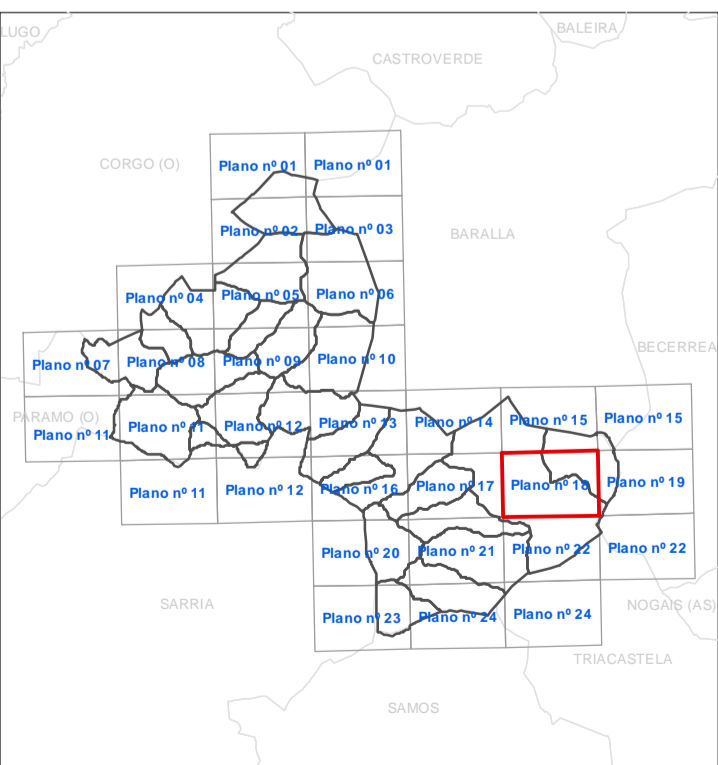 LUGO
BALEIRA
CASTROVERDE
CORGO (O)
Plano nº 01
Plano nº 01
Plano nº 02
Plano nº 03
BARALLA
Plano nº 04
Plano nº 05
Plano nº 06
BECERREA
Plano nº 07
Plano nº 08
Plano nº 09
Plano nº 10
PARAMO (O)
Plano nº 11
Plano nº 11
Plano nº 12
Plano nº 13
Plano nº 14
Plano nº 15
Plano nº 15
Plano nº 11
Plano nº 12
Plano nº 16
Plano nº 17
Plano nº 18
Plano nº 19
Plano nº 20
Plano nº 21
Plano nº 22
Plano nº 22
SARRIA
NOGAIS (AS)
Plano nº 23
Plano nº 24
Plano nº 24
TRIACASTELA
SAMOS